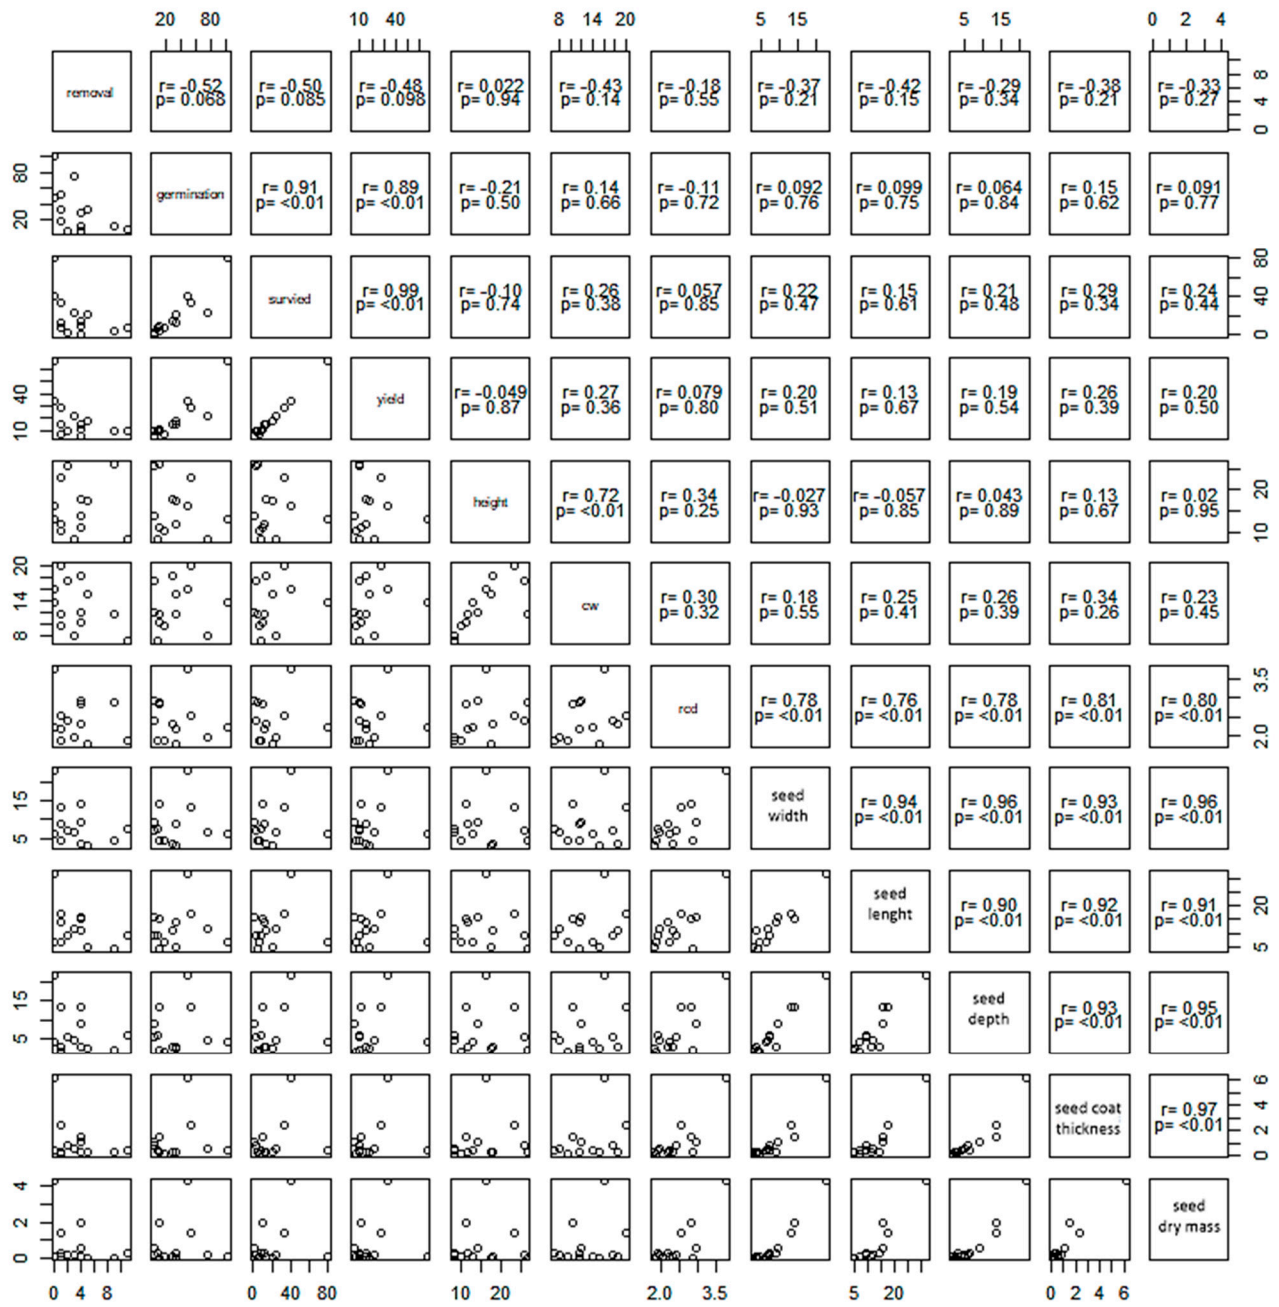 20 80 10 40 8 14 20 5 15 5 15 0 2 4
removal r= -0.52 r= -0.50 r= -0.48 r= 0.022 r= -0.43 r= -0.18 r= -0.37 r= -0.42 r= -0.29 r= -0.38 r= -0.33
p= 0.068 p= 0.085 p= 0.098 p= 0.94 p= 0.14 p= 0.55 p= 0.21 p= 0.15 p= 0.34 p= 0.21 p= 0.27
0 4 8
20 80
germination r= 0.91 r= 0.89 r= -0.21 r= 0.14 r= -0.11 r= 0.092 r= 0.099 r= 0.064 r= 0.15 r= 0.091
p= <0.01 p= <0.01 p= 0.50 p= 0.66 p= 0.72 p= 0.76 p= 0.75 p= 0.84 p= 0.62 p= 0.77
survied r= 0.99 r= -0.10 r= 0.26 r= 0.057 r= 0.22 r= 0.15 r= 0.21 r= 0.29 r= 0.24
p= <0.01 p= 0.74 p= 0.38 p= 0.85 p= 0.47 p= 0.61 p= 0.48 p= 0.34 p= 0.44
0 40 80
10 40
yield r= -0.049 r= 0.27 r= 0.079 r= 0.20 r= 0.13 r= 0.19 r= 0.26 r= 0.20
p= 0.87 p= 0.36 p= 0.80 p= 0.51 p= 0.67 p= 0.54 p= 0.39 p= 0.50
height r= 0.72 r= 0.34 r= -0.027 r= -0.057 r= 0.043 r= 0.13 r= 0.02
p= <0.01 p= 0.25 p= 0.93 p= 0.85 p= 0.89 p= 0.67 p= 0.95
10 20
8 14 20
cw r= 0.30 r= 0.18 r= 0.25 r= 0.26 r= 0.34 r= 0.23
p= 0.32 p= 0.55 p= 0.41 p= 0.39 p= 0.26 p= 0.45
rcd r= 0.78 r= 0.76 r= 0.78 r= 0.81 r= 0.80
p= <0.01 p= <0.01 p= <0.01 p= <0.01 p= <0.01
2.0 3.5
5 15
seed
width
r= 0.94 r= 0.96 r= 0.93 r= 0.96
p= <0.01 p= <0.01 p= <0.01 p= <0.01
seed
lenght
r= 0.90 r= 0.92 r= 0.91
p= <0.01 p= <0.01 p= <0.01
5 20
5 15
seed
depth
r= 0.93 r= 0.95
p= <0.01 p= <0.01
seed coat
thickness
r= 0.97
p= <0.01
0 2 4 6
0 2 4
seed
dry mass
0 4 8 0 40 80 10 20 2.0 3.5 5 20 0 2 4 6